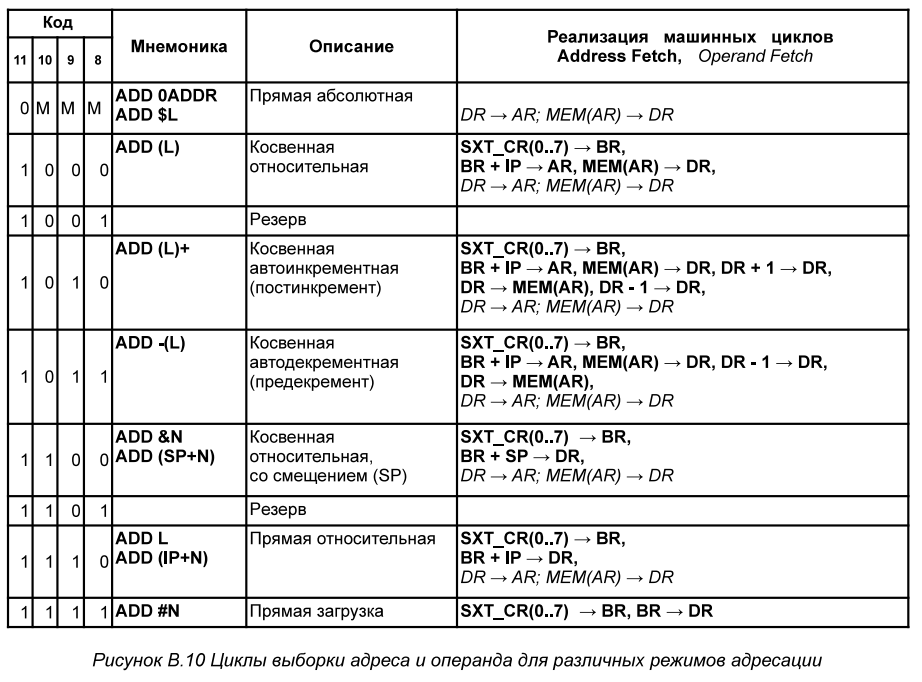 Код
Мнемоника
Описание
Реализация машинных циклов
Address Fetch, Operand Fetch
11 10 9 8
0 M M M
ADD 0ADDR
ADD $L
Прямая абсолютная
DR → AR; MEM(AR) → DR
1 0 0 0
ADD (L)
Косвенная
относительная
SXT_CR(0..7) → BR,
BR + IP → AR, MEM(AR) → DR,
DR → AR; MEM(AR) → DR
1 0 0 1
Резерв
1 0 1 0
ADD (L)+
Косвенная
автоинкрементная
(постинкремент)
SXT_CR(0..7) → BR,
BR + IP → AR, MEM(AR) → DR, DR + 1 → DR,
DR → MEM(AR), DR - 1 → DR,
DR → AR; MEM(AR) → DR
1 0 1 1
ADD -(L)
Косвенная
автодекрементная
(предекремент)
SXT_CR(0..7) → BR,
BR + IP → AR, MEM(AR) → DR, DR - 1 → DR,
DR → MEM(AR),
DR → AR; MEM(AR) → DR
1 1 0 0
ADD &N
ADD (SP+N)
Косвенная
относительная,
со смещением (SP)
SXT_CR(0..7) → BR,
BR + SP → DR,
DR → AR; MEM(AR) → DR
1 1 0 1
Резерв
1 1 1 0
ADD L
ADD (IP+N)
Прямая относительная
SXT_CR(0..7) → BR,
BR + IP → DR,
DR → AR; MEM(AR) → DR
1 1 1 1
ADD #N
Прямая загрузка
SXT_CR(0..7) → BR, BR → DR
Рисунок В.10 Циклы выборки адреса и операнда для различных режимов адресации